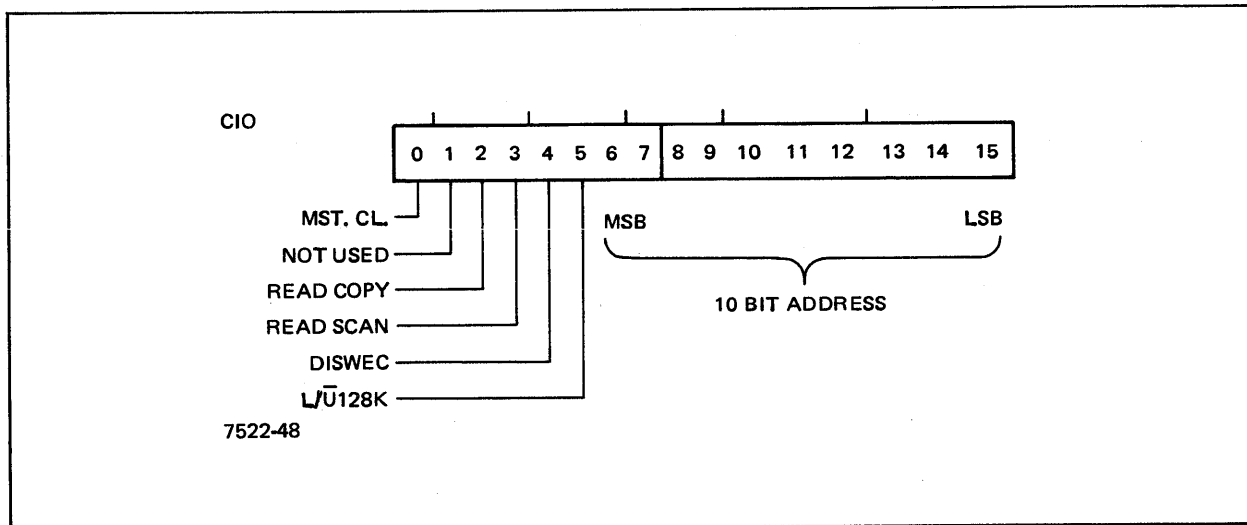 CIO
0 1 2 3 4 5 6 7 8 9 10 11 12 13 14 15
MST. CL.
MSB LSB
NOT USED
READ COPY
10 BIT ADDRESS
READ SCAN
DISWEC
L/U̅128K
7522-48